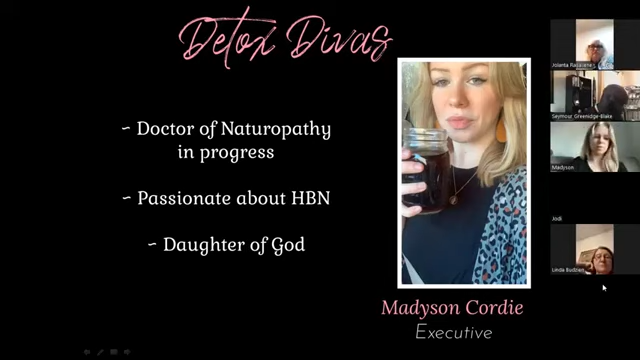 Detox Divas
~ Doctor of Naturopathy
in progress
~ Passionate about HBN
~ Daughter of God
Madyson Cordie
Executive
Jolanta
Seymour Greenidge-Blake
Madyson
Jodi
Linda Budzien